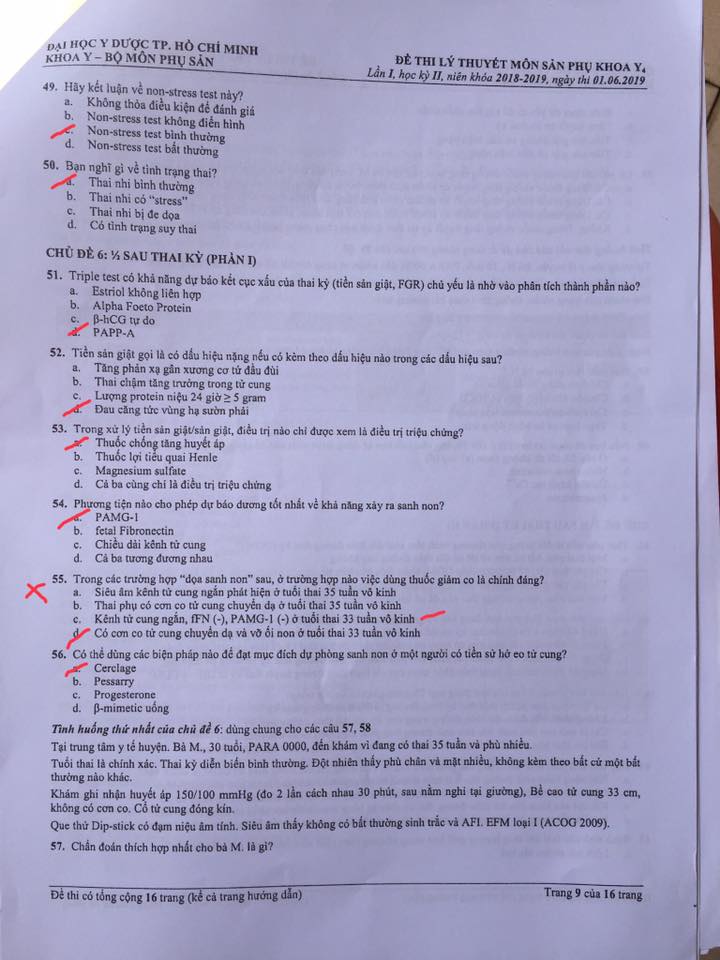 ĐẠI HỌC Y DƯỢC TP. HỒ CHÍ MINH
KHOA Y – BỘ MÔN PHỤ SẢN
ĐỀ THI LÝ THUYẾT MÔN SẢN PHỤ KHOA Y4
Lần I, học kỳ II, niên khóa 2018-2019, ngày thi 01.06.2019
49. Hãy kết luận về non-stress test này?
a. Không thỏa điều kiện để đánh giá
b. Non-stress test không điển hình
c. Non-stress test bình thường
d. Non-stress test bất thường
50. Bạn nghĩ gì về tình trạng thai?
a. Thai nhi bình thường
b. Thai nhi có “stress”
c. Thai nhi bị đe dọa
d. Có tình trạng suy thai
CHỦ ĐỀ 6: ½ SAU THAI KỲ (PHẦN I)
51. Triple test có khả năng dự báo kết cục xấu của thai kỳ (tiền sản giật, FGR) chủ yếu là nhờ vào phân tích thành phần nào?
a. Estriol không liên hợp
b. Alpha Foeto Protein
c. β-hCG tự do
d. PAPP-A
52. Tiền sản giật gọi là có dấu hiệu nặng nếu có kèm theo dấu hiệu nào trong các dấu hiệu sau?
a. Tăng phản xạ gân xương cơ tứ đầu đùi
b. Thai chậm tăng trưởng trong tử cung
c. Lượng protein niệu 24 giờ ≥ 5 gram
d. Đau căng tức vùng hạ sườn phải
53. Trong xử lý tiền sản giật/sản giật, điều trị nào chỉ được xem là điều trị triệu chứng?
a. Thuốc chống tăng huyết áp
b. Thuốc lợi tiểu quai Henle
c. Magnesium sulfate
d. Cả ba cùng chỉ là điều trị triệu chứng
54. Phương tiện nào cho phép dự báo dương tốt nhất về khả năng xảy ra sanh non?
a. PAMG-1
b. fetal Fibronectin
c. Chiều dài kênh tử cung
d. Cả ba tương đương nhau
55. Trong các trường hợp “dọa sanh non” sau, ở trường hợp nào việc dùng thuốc giảm co là chính đáng?
a. Siêu âm kênh tử cung ngắn phát hiện ở tuổi thai 35 tuần vô kinh
b. Thai phụ có cơn co tử cung chuyển dạ ở tuổi thai 35 tuần vô kinh
c. Kênh tử cung ngắn, fFN (-), PAMG-1 (-) ở tuổi thai 33 tuần vô kinh
d. Có cơn co tử cung chuyển dạ và vỡ ối non ở tuổi thai 33 tuần vô kinh
56. Có thể dùng các biện pháp nào để đạt mục đích dự phòng sanh non ở một người có tiền sử hở eo tử cung?
a. Cerclage
b. Pessarry
c. Progesterone
d. β-mimetic uống
Tình huống thứ nhất của chủ đề 6: dùng chung cho các câu 57, 58
Tại trung tâm y tế huyện. Bà M., 30 tuổi, PARA 0000, đến khám vì đang có thai 35 tuần và phù nhiều.
Tuổi thai là chính xác. Thai kỳ diễn biến bình thường. Đột nhiên thấy phù chân và mặt nhiều, không kèm theo bất cứ một bất
thường nào khác.
Khám ghi nhận huyết áp 150/100 mmHg (đo 2 lần cách nhau 30 phút, sau nằm nghỉ tại giường), Bề cao tử cung 33 cm,
không có cơn co. Cổ tử cung đóng kín.
Que thử Dip-stick có đạm niệu âm tính. Siêu âm thấy không có bất thường sinh trắc và AFI. EFM loại I (ACOG 2009).
57. Chẩn đoán thích hợp nhất cho bà M. là gì?
Đề thi có tổng cộng 16 trang (kể cả trang hướng dẫn)
Trang 9 của 16 trang